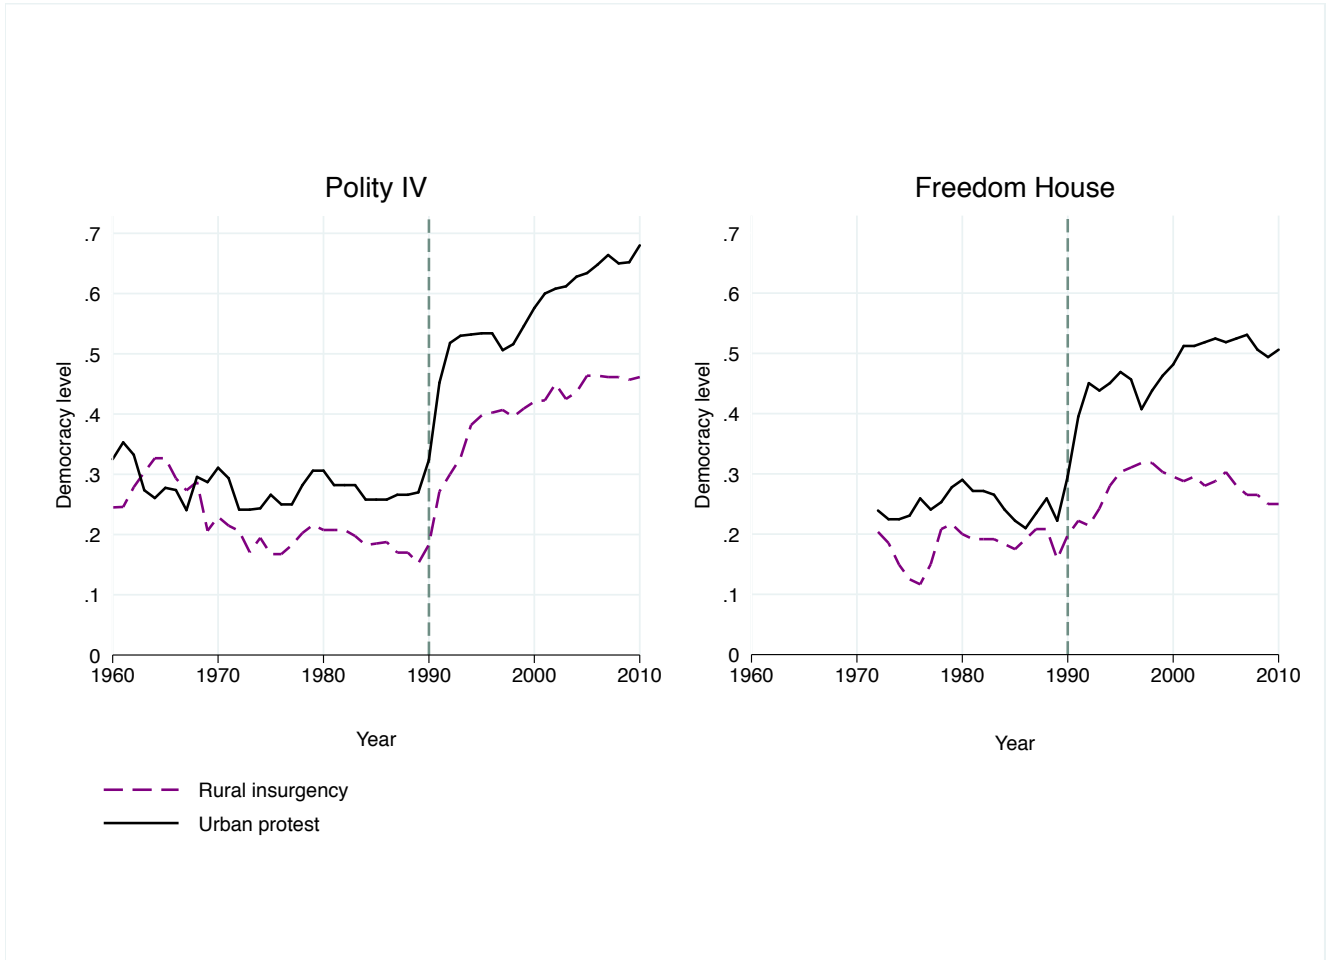 Polity IV
Democracy level
.7
.6
.5
.4
.3
.2
.1
0
1960 1970 1980 1990 2000 2010
Year
Freedom House
Democracy level
.7
.6
.5
.4
.3
.2
.1
0
1960 1970 1980 1990 2000 2010
Year
Rural insurgency
Urban protest